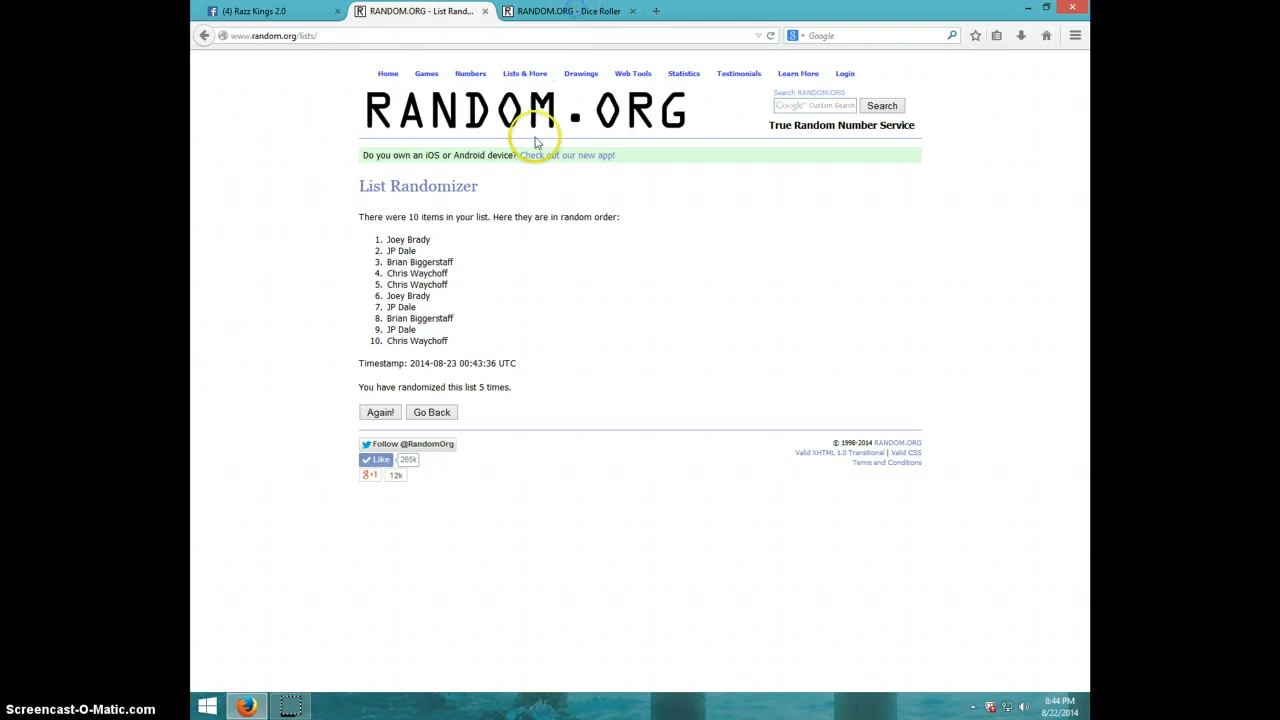 (4) Razz Kings 2.0
RANDOM.ORG - List Rand...
RANDOM.ORG - Dice Roller
www.random.org/lists/
Google
Home Games Numbers Lists & More Drawings Web Tools Statistics Testimonials Learn More Login
RANDOM.ORG
Search RANDOM.ORG
Google™ Custom Search
Search
True Random Number Service
Do you own an iOS or Android device? Check out our new app!
List Randomizer
There were 10 items in your list. Here they are in random order:
1. Joey Brady
2. JP Dale
3. Brian Biggerstaff
4. Chris Waychoff
5. Chris Waychoff
6. Joey Brady
7. JP Dale
8. Brian Biggerstaff
9. JP Dale
10. Chris Waychoff
Timestamp: 2014-08-23 00:43:36 UTC
You have randomized this list 5 times.
Again! Go Back
Follow @RandomOrg
Like 265k
g+1 12k
© 1998-2014 RANDOM.ORG
Valid XHTML 1.0 Transitional | Valid CSS
Terms and Conditions
8:44 PM
8/22/2014
Screencast-O-Matic.com